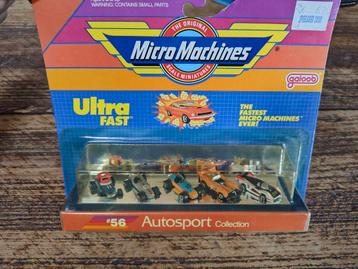 WARNING: CONTAINS SMALL PARTS
THE ORIGINAL
Micro Machines
SCALE MINIATURES
galoob
Ultra
FAST
THE
FASTEST
MICRO MACHINES
EVER!
#56 Autosport Collection